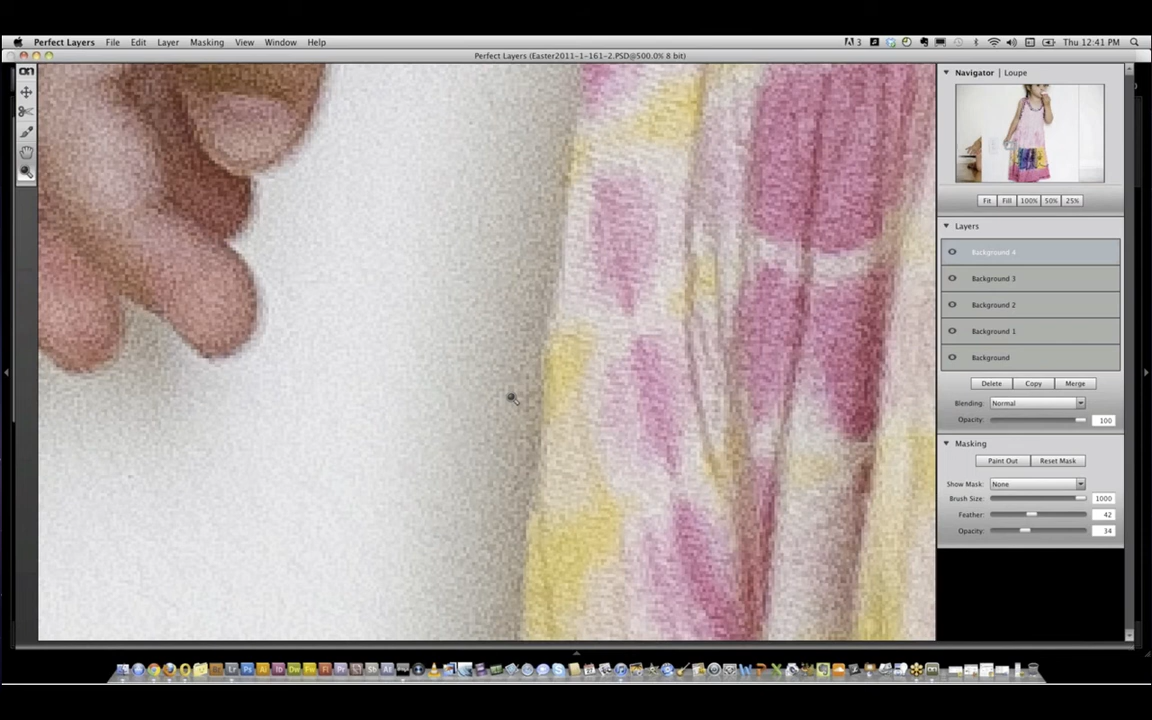 Perfect Layers File Edit Layer Masking View Window Help 3 Thu 12:41 PM
Perfect Layers (Easter2011-1-161-2.PSD@500.0% 8 bit)
on
Navigator | Loupe
Fit Fill 100% 50% 25%
Layers
Background 4
Background 3
Background 2
Background 1
Background
Delete Copy Merge
Blending: Normal
Opacity: 100
Masking
Paint Out Reset Mask
Show Mask: None
Brush Size: 1000
Feather: 42
Opacity: 34